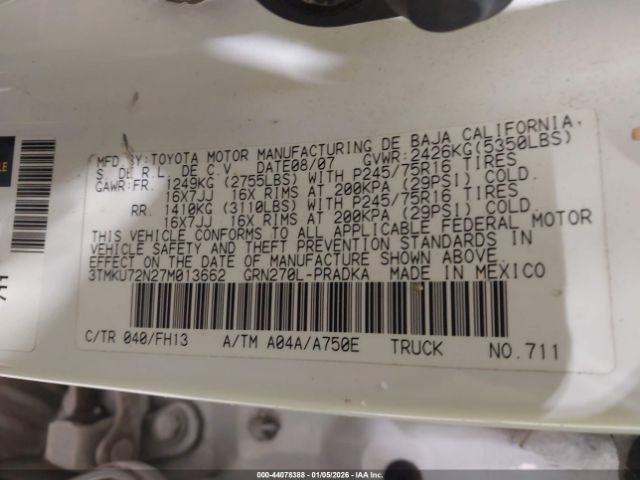 MFD BY:TOYOTA MOTOR MANUFACTURING DE BAJA CALIFORNIA,
S. DE R.L. DE C.V. DATE08/07 GVWR:2426KG(5350LBS)
GAWR:FR. 1249KG (2755LBS) WITH P245/75R16 TIRES
16X7JJ 16X RIMS AT 200KPA (29PSI) COLD.
RR. 1410KG (3110LBS) WITH P245/75R16 TIRES
16X7JJ 16X RIMS AT 200KPA (29PSI) COLD.
THIS VEHICLE CONFORMS TO ALL APPLICABLE FEDERAL MOTOR
VEHICLE SAFETY AND THEFT PREVENTION STANDARDS IN
EFFECT ON THE DATE OF MANUFACTURE SHOWN ABOVE.
3TMKU72N27M013662 GRN270L-PRADKA MADE IN MEXICO
C/TR 040/FH13 A/TM A04A/A750E TRUCK NO.711
000-44078388 | 01/05/2026 | IAA Inc.